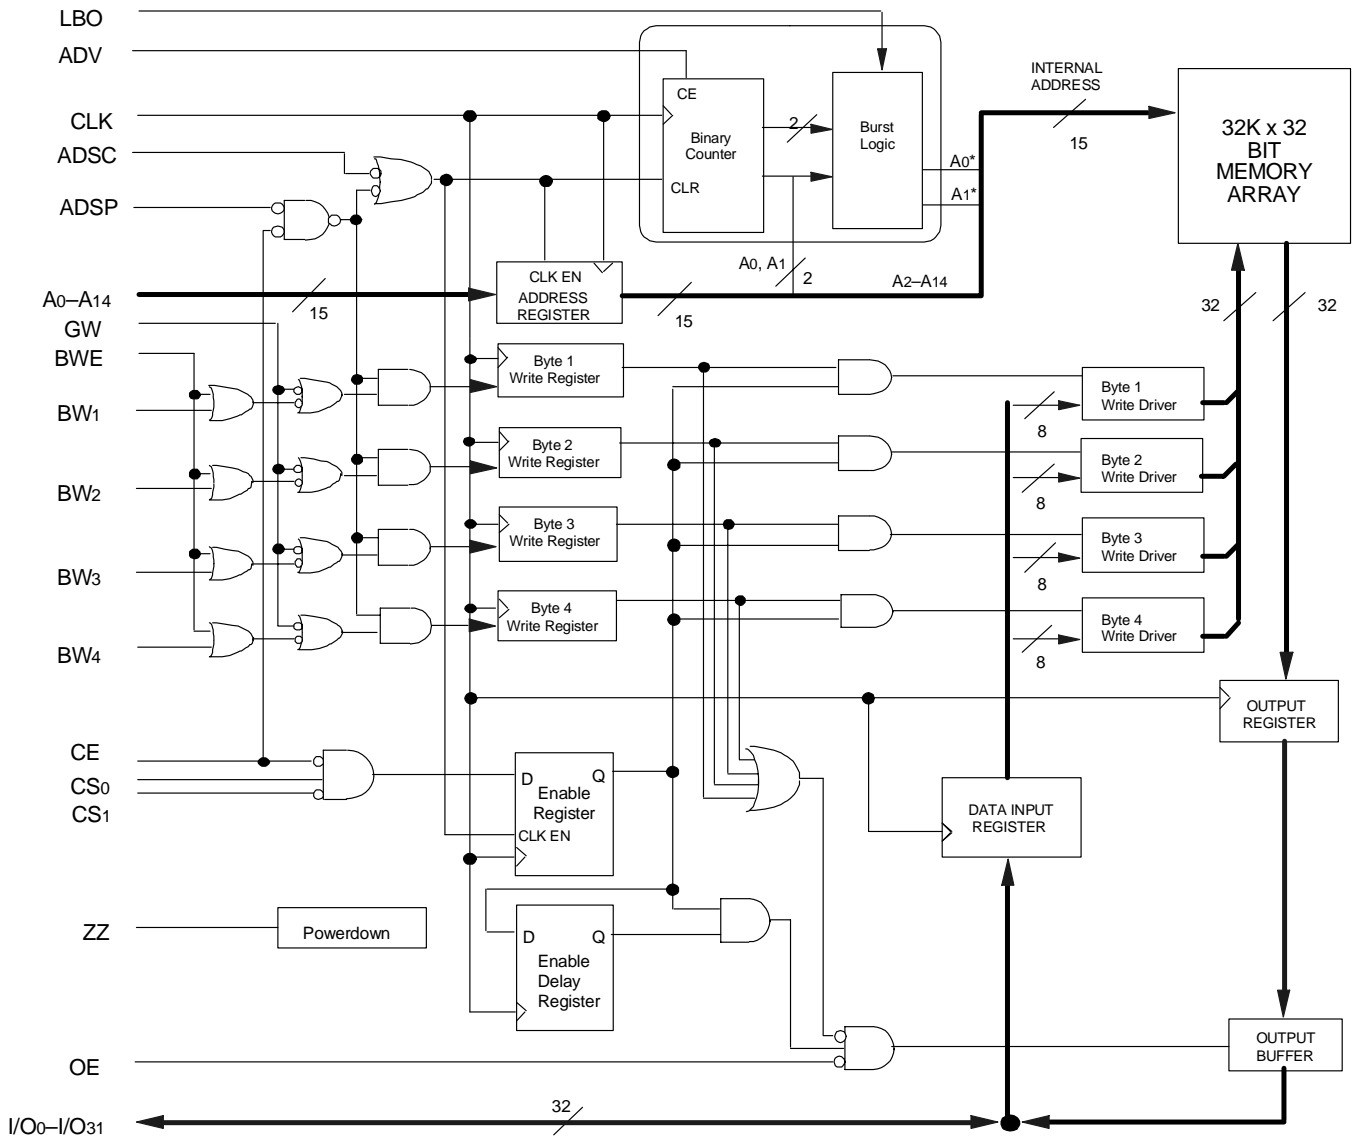 LBO
ADV
CLK
ADSC
ADSP
A0–A14
GW
BWE
BW1
BW2
BW3
BW4
CE
CS0
CS1
ZZ
OE
I/O0–I/O31
15
CE
Binary
Counter
CLR
2
Burst
Logic
A0*
A1*
INTERNAL
ADDRESS
15
32K x 32
BIT
MEMORY
ARRAY
CLK EN
ADDRESS
REGISTER
15
A0, A1
2
A2–A14
32
32
Byte 1
Write Register
Byte 2
Write Register
Byte 3
Write Register
Byte 4
Write Register
8
Byte 1
Write Driver
8
Byte 2
Write Driver
8
Byte 3
Write Driver
8
Byte 4
Write Driver
OUTPUT
REGISTER
D
Q
Enable
Register
CLK EN
DATA INPUT
REGISTER
Powerdown
D
Q
Enable
Delay
Register
OUTPUT
BUFFER
32